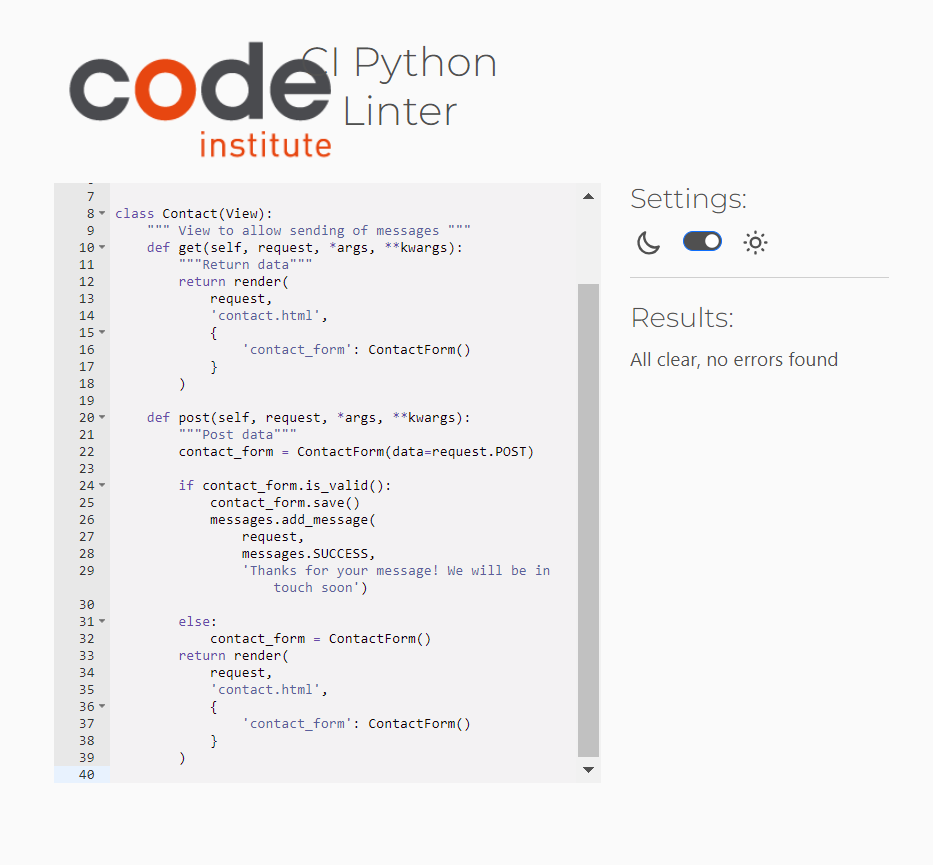 code
institute
CI Python
Linter
7
8 class Contact(View):
9     """ View to allow sending of messages """
10     def get(self, request, *args, **kwargs):
11         """Return data"""
12         return render(
13             request,
14             'contact.html',
15             {
16                 'contact_form': ContactForm()
17             }
18         )
19
20     def post(self, request, *args, **kwargs):
21         """Post data"""
22         contact_form = ContactForm(data=request.POST)
23
24         if contact_form.is_valid():
25             contact_form.save()
26             messages.add_message(
27                 request,
28                 messages.SUCCESS,
29                 'Thanks for your message! We will be in
touch soon')
30
31         else:
32             contact_form = ContactForm()
33         return render(
34             request,
35             'contact.html',
36             {
37                 'contact_form': ContactForm()
38             }
39         )
40
Settings:
Results:
All clear, no errors found